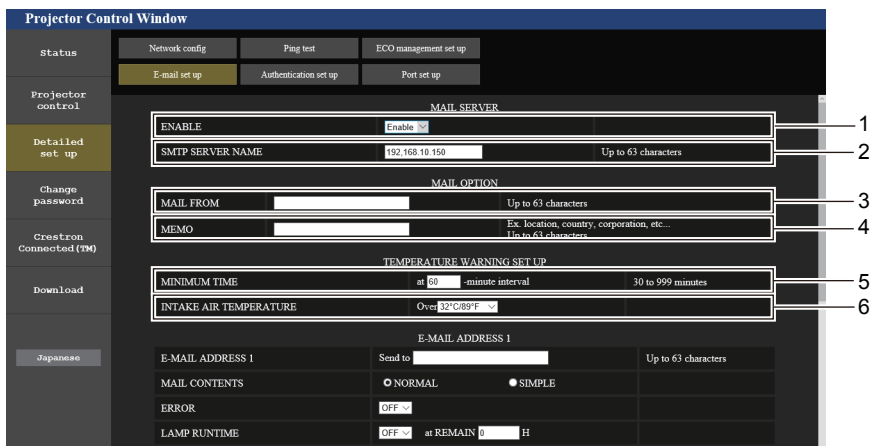 Projector Control Window
Status
Network config Ping test ECO management set up
E-mail set up Authentication set up Port set up
Projector
control
Detailed
set up
Change
password
Crestron
Connected(TM)
Download
Japanese
MAIL SERVER
ENABLE Enable 1
SMTP SERVER NAME 192.168.10.150 Up to 63 characters 2
MAIL OPTION
MAIL FROM Up to 63 characters 3
MEMO Ex. location, country, corporation, etc... 4
Up to 63 characters
TEMPERATURE WARNING SET UP
MINIMUM TIME at 60 -minute interval 30 to 999 minutes 5
INTAKE AIR TEMPERATURE Over 32°C/89°F 6
E-MAIL ADDRESS 1
E-MAIL ADDRESS 1 Send to Up to 63 characters
MAIL CONTENTS NORMAL SIMPLE
ERROR OFF
LAMP RUNTIME OFF at REMAIN 0 H